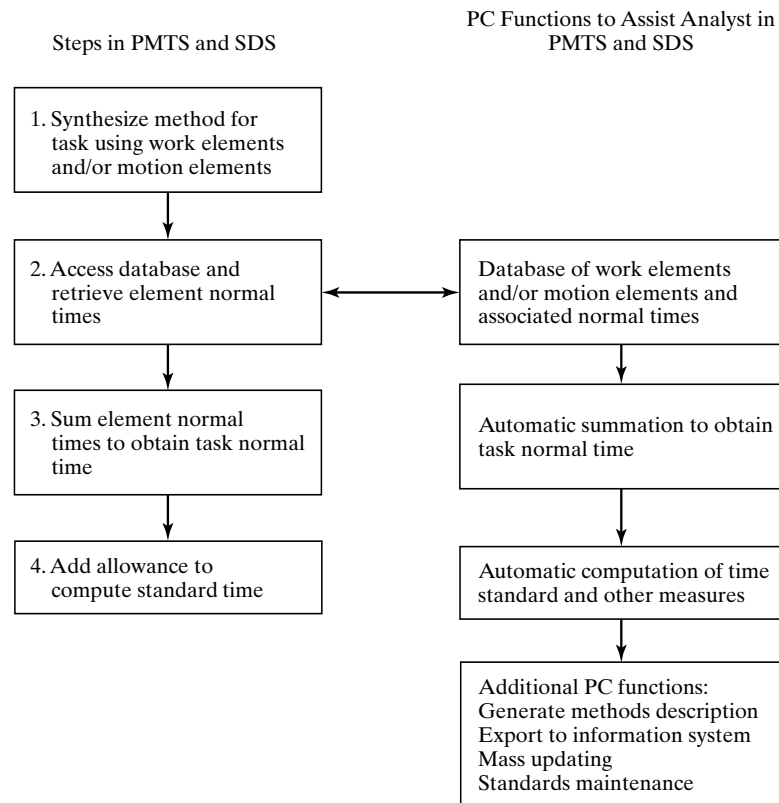 Steps in PMTS and SDS
PC Functions to Assist Analyst in
PMTS and SDS
1. Synthesize method for
task using work elements
and/or motion elements
2. Access database and
retrieve element normal
times
Database of work elements
and/or motion elements and
associated normal times
3. Sum element normal
times to obtain task normal
time
Automatic summation to obtain
task normal time
4. Add allowance to
compute standard time
Automatic computation of time
standard and other measures
Additional PC functions:
Generate methods description
Export to information system
Mass updating
Standards maintenance